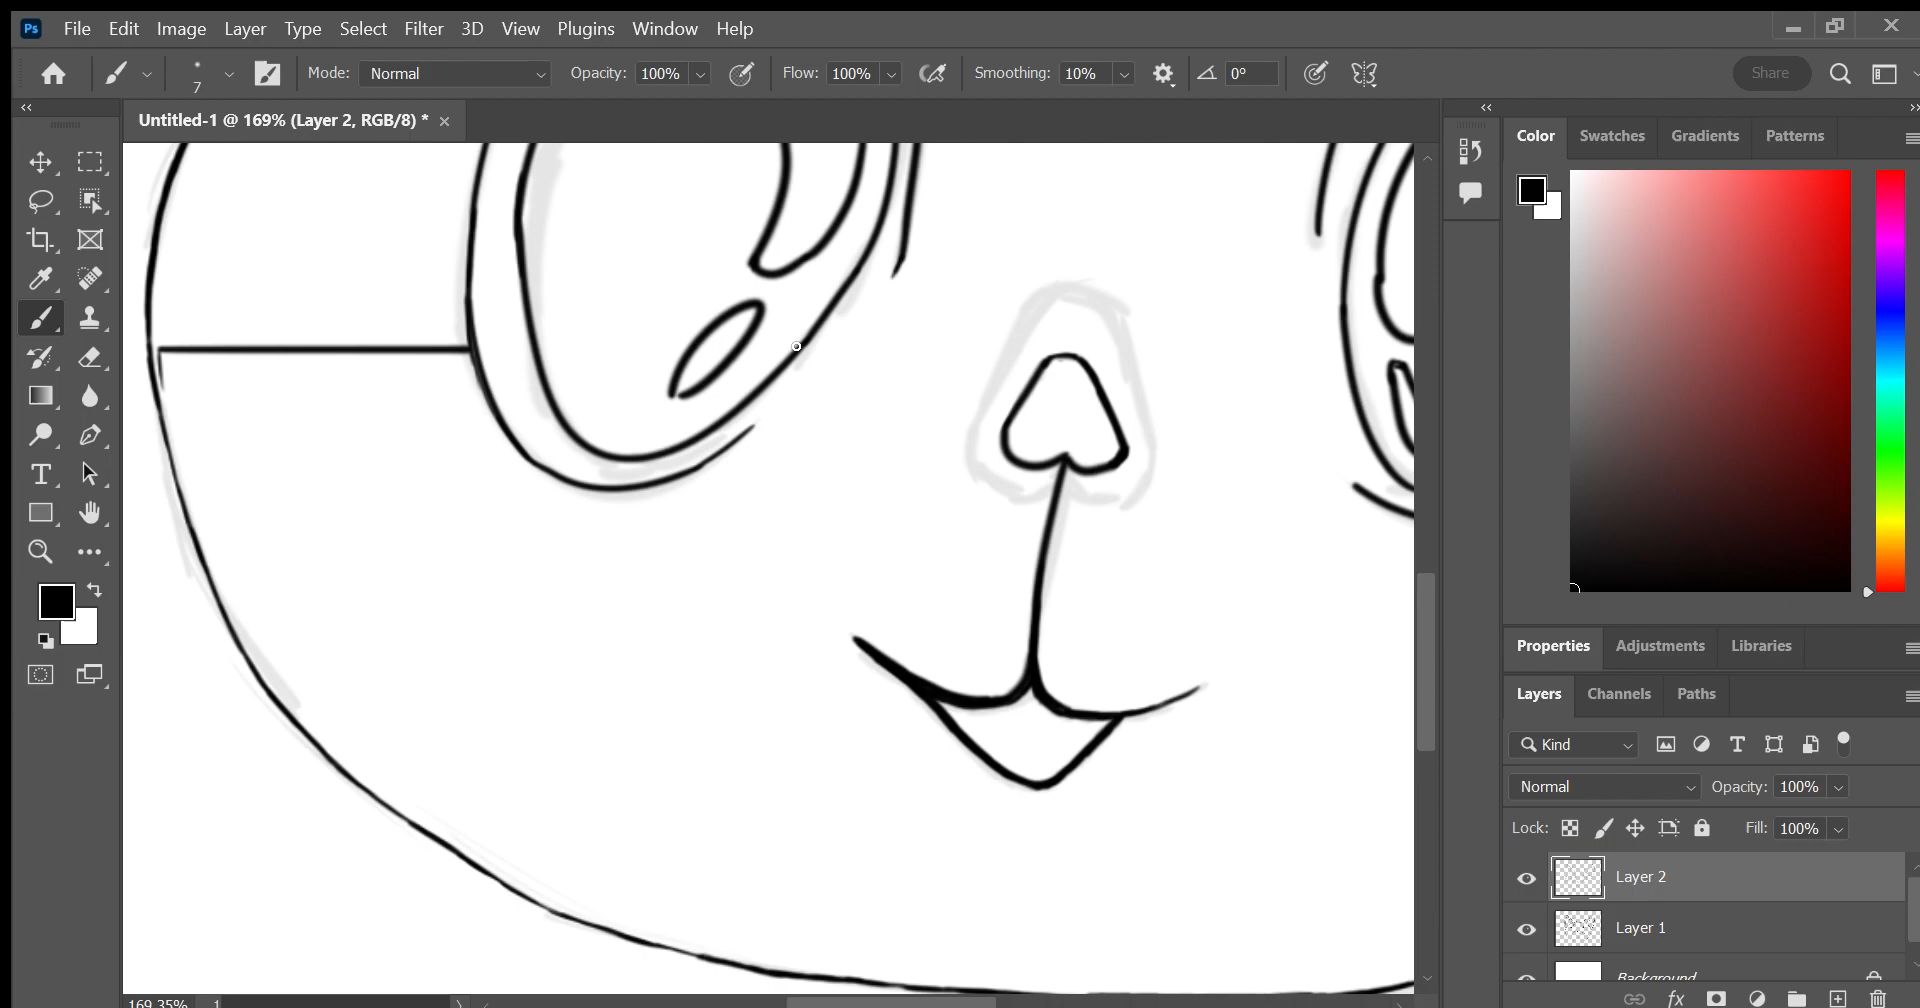 Ps File Edit Image Layer Type Select Filter 3D View Plugins Window Help
7 Mode: Normal Opacity: 100% Flow: 100% Smoothing: 10% 0° Share
Untitled-1 @ 169% (Layer 2, RGB/8) *
Color Swatches Gradients Patterns
Properties Adjustments Libraries
Layers Channels Paths
Kind
Normal Opacity: 100%
Lock: Fill: 100%
Layer 2
Layer 1
Background
169.35% 1